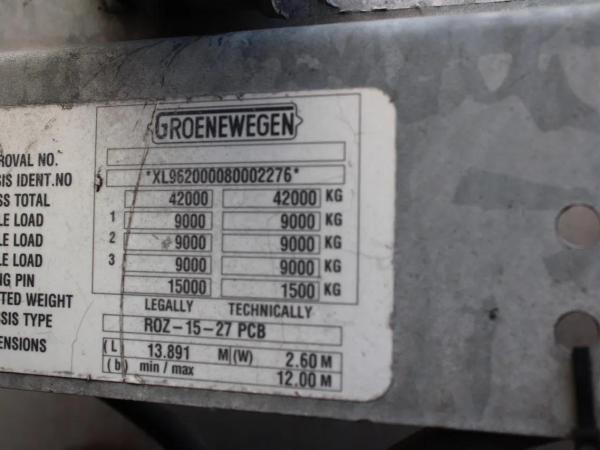 GROENEWEGEN
ROVAL NO.
SIS IDENT.NO *XL962000080002276*
SS TOTAL 42000 42000 KG
LE LOAD 1 9000 9000 KG
LE LOAD 2 9000 9000 KG
LE LOAD 3 9000 9000 KG
NG PIN 15000 1500 KG
TED WEIGHT LEGALLY TECHNICALLY
SIS TYPE ROZ-15-27 PCB
ENSIONS (L 13.891 M (W) 2.60 M
(b) min / max 12.00 M